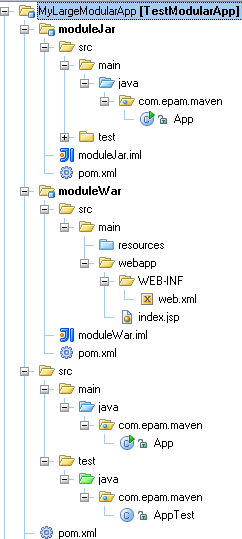 MyLargeModularApp [TestModularApp]
moduleJar
src
main
java
com.epam.maven
App
test
moduleJar.iml
pom.xml
moduleWar
src
main
resources
webapp
WEB-INF
web.xml
index.jsp
moduleWar.iml
pom.xml
src
main
java
com.epam.maven
App
test
java
com.epam.maven
AppTest
pom.xml